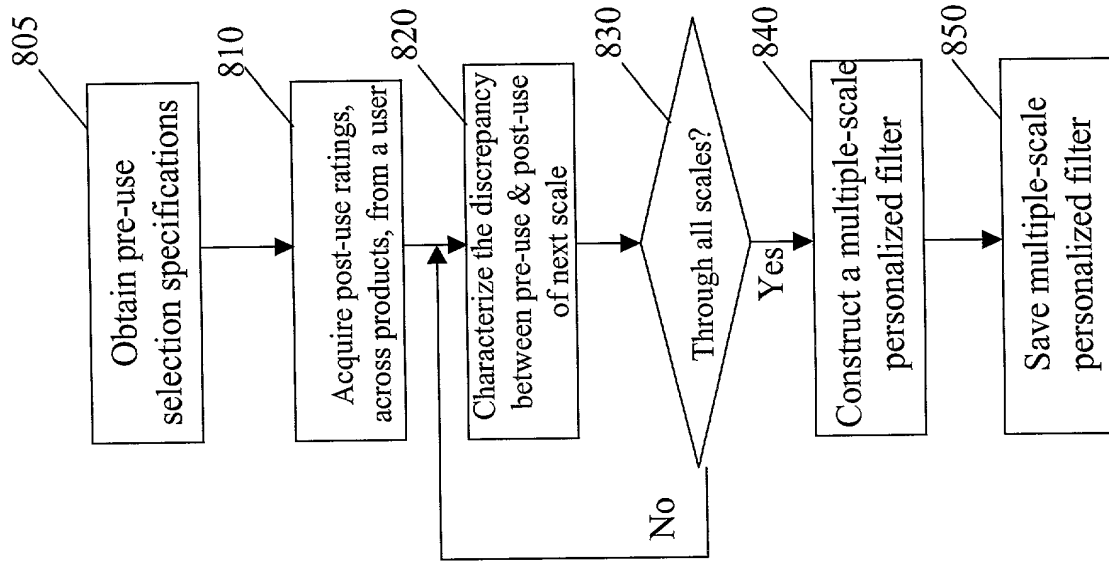 805
Obtain pre-use
selection specifications
810
Acquire post-use ratings,
across products, from a user
820
Characterize the discrepancy
between pre-use & post-use
of next scale
830
Through all scales?
No
Yes
840
Construct a multiple-scale
personalized filter
850
Save multiple-scale
personalized filter